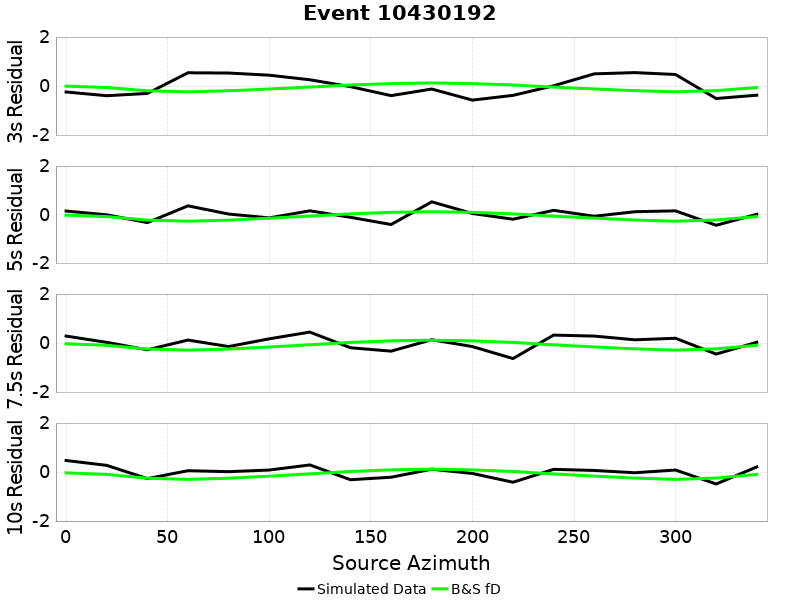 Event 10430192
3s Residual
2
0
-2
5s Residual
2
0
-2
7.5s Residual
2
0
-2
10s Residual
2
0
-2
0 50 100 150 200 250 300
Source Azimuth
Simulated Data B&S fD